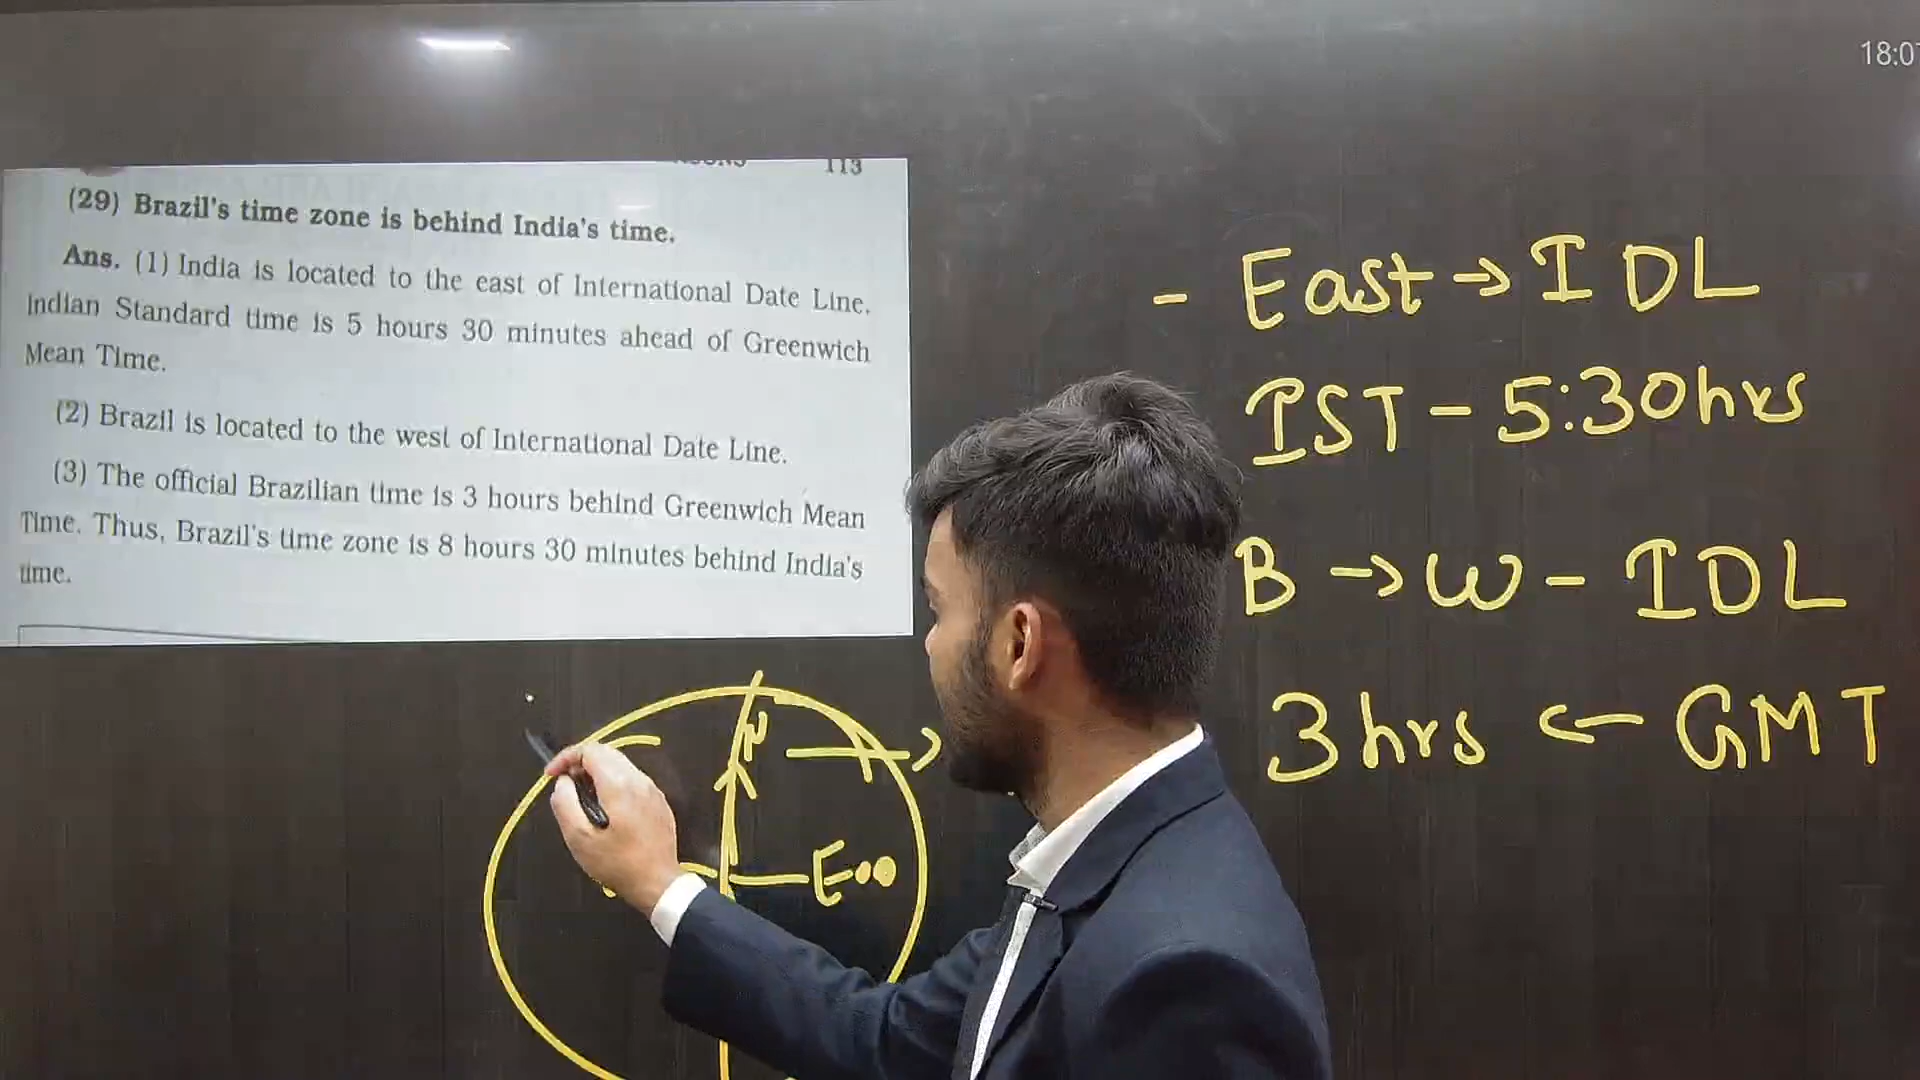 18:0
113
(29) Brazil's time zone is behind India's time.
Ans. (1) India is located to the east of International Date Line.
Indian Standard time is 5 hours 30 minutes ahead of Greenwich
Mean Time.
(2) Brazil is located to the west of International Date Line.
(3) The official Brazilian time is 3 hours behind Greenwich Mean
Time. Thus, Brazil's time zone is 8 hours 30 minutes behind India's
time.
- East → IDL
IST - 5:30hrs
B → W - IDL
3hrs ← GMT
N